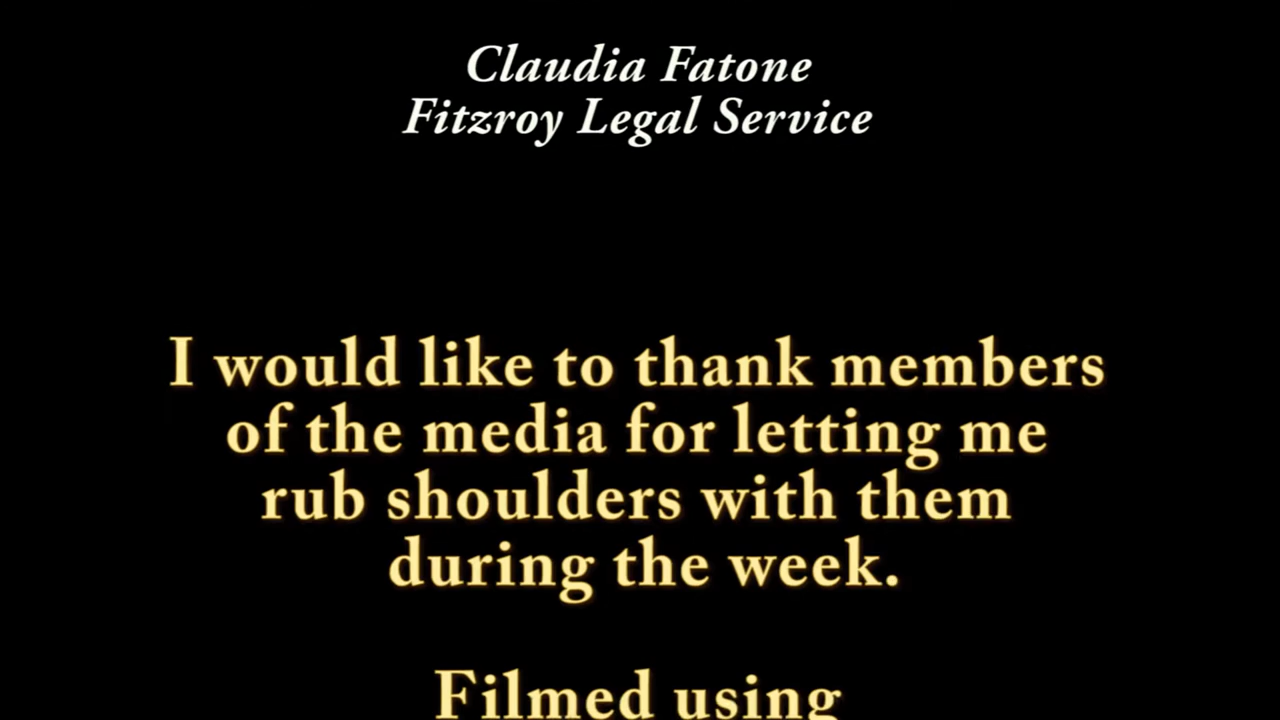 Claudia Fatone
Fitzroy Legal Service
I would like to thank members
of the media for letting me
rub shoulders with them
during the week.
Filmed using